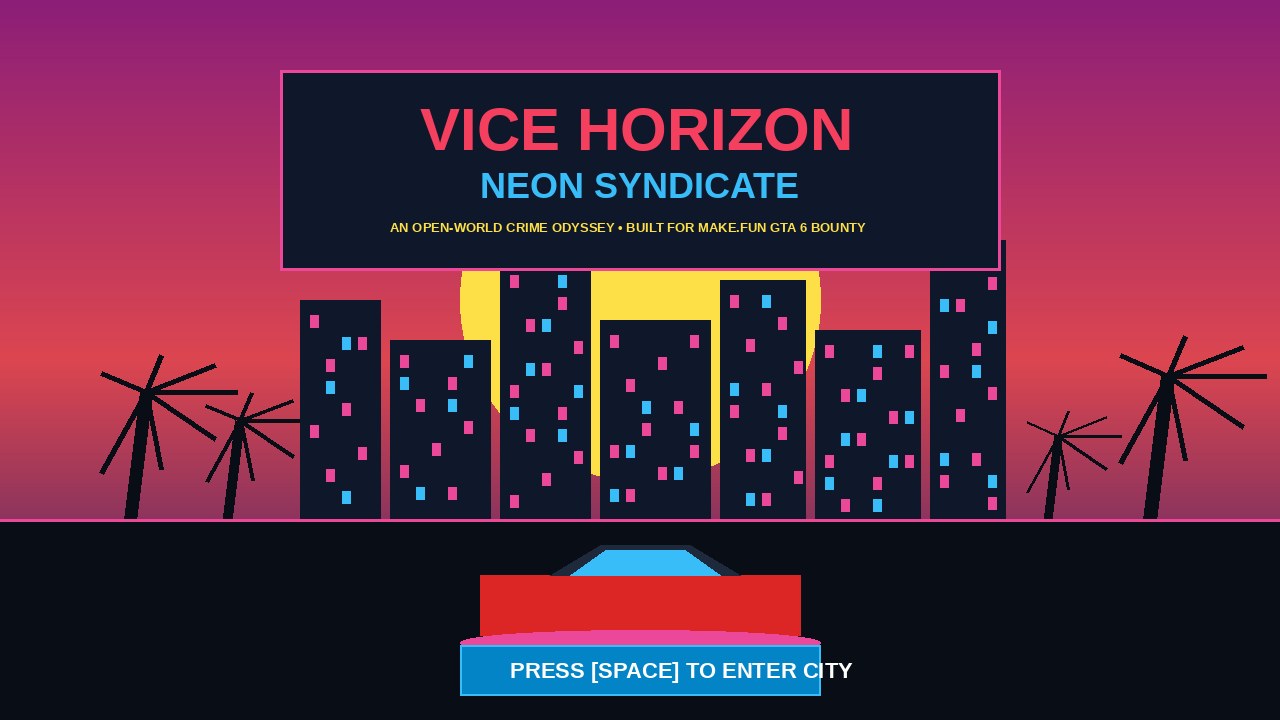 VICE HORIZON
NEON SYNDICATE
AN OPEN-WORLD CRIME ODYSSEY • BUILT FOR MAKE.FUN GTA 6 BOUNTY
PRESS [SPACE] TO ENTER CITY